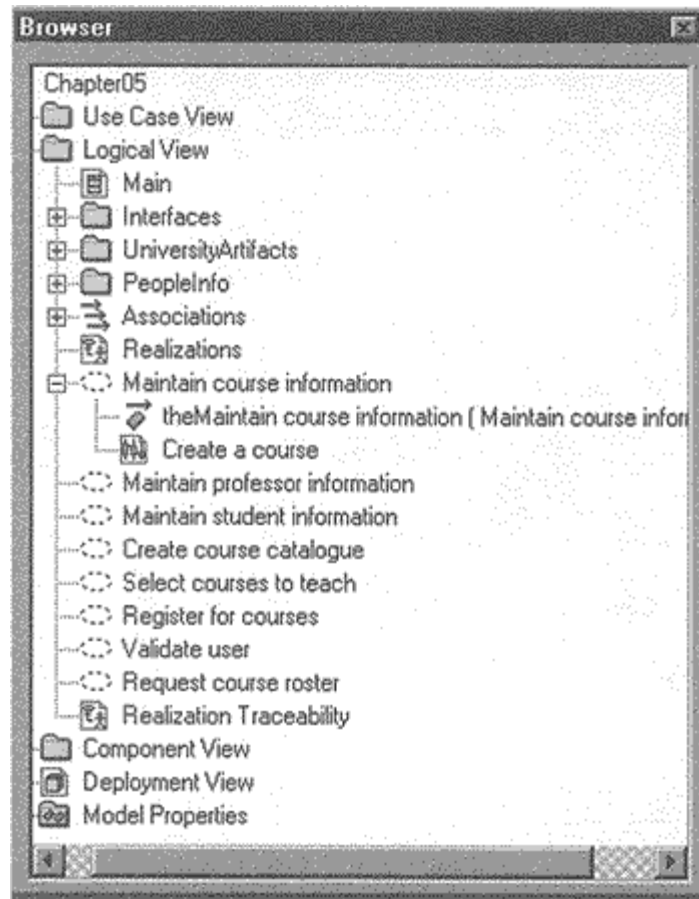 Browser
Chapter05
Use Case View
Logical View
Main
Interfaces
UniversityArtifacts
PeopleInfo
Associations
Realizations
Maintain course information
theMaintain course information ( Maintain course infor
Create a course
Maintain professor information
Maintain student information
Create course catalogue
Select courses to teach
Register for courses
Validate user
Request course roster
Realization Traceability
Component View
Deployment View
Model Properties